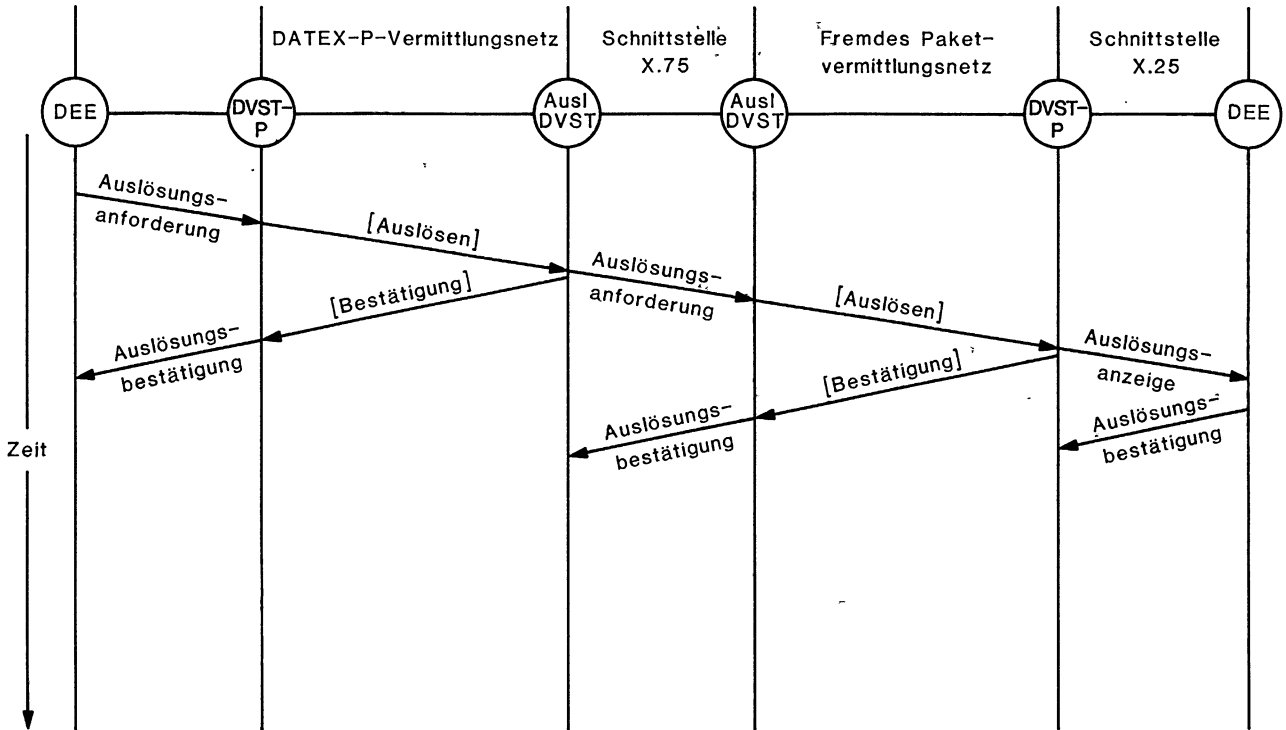 DATEX-P-Vermittlungsnetz
Schnittstelle
X.75
Fremdes Paket-
vermittlungsnetz
Schnittstelle
X.25
DEE
DVST-
P
Ausl
DVST
Ausl
DVST
DVST-
P
DEE
Auslösungs-
anforderung
[Auslösen]
Auslösungs-
anforderung
[Auslösen]
Auslösungs-
anzeige
[Bestätigung]
Auslösungs-
bestätigung
[Bestätigung]
Auslösungs-
bestätigung
Auslösungs-
bestätigung
Zeit